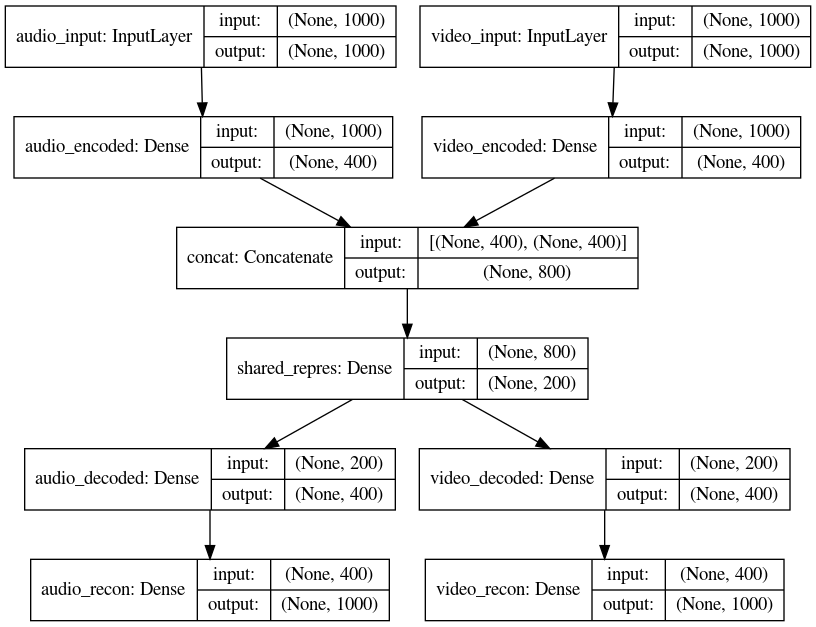 audio_input: InputLayer
input:
(None, 1000)
output:
(None, 1000)
video_input: InputLayer
input:
(None, 1000)
output:
(None, 1000)
audio_encoded: Dense
input:
(None, 1000)
output:
(None, 400)
video_encoded: Dense
input:
(None, 1000)
output:
(None, 400)
concat: Concatenate
input:
[(None, 400), (None, 400)]
output:
(None, 800)
shared_repres: Dense
input:
(None, 800)
output:
(None, 200)
audio_decoded: Dense
input:
(None, 200)
output:
(None, 400)
video_decoded: Dense
input:
(None, 200)
output:
(None, 400)
audio_recon: Dense
input:
(None, 400)
output:
(None, 1000)
video_recon: Dense
input:
(None, 400)
output:
(None, 1000)